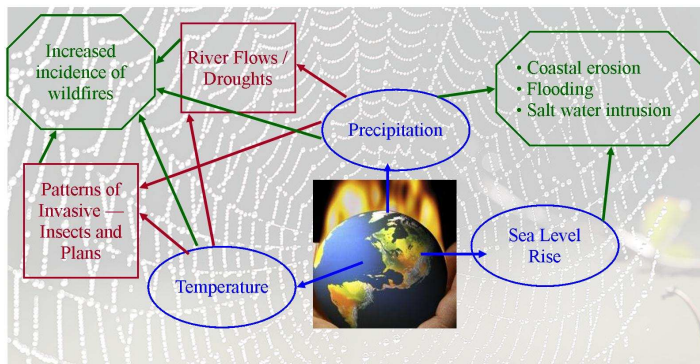 Increased
incidence of
wildfires
River Flows /
Droughts
• Coastal erosion
• Flooding
• Salt water intrusion
Precipitation
Patterns of
Invasive —
Insects and
Plans
Temperature
Sea Level
Rise